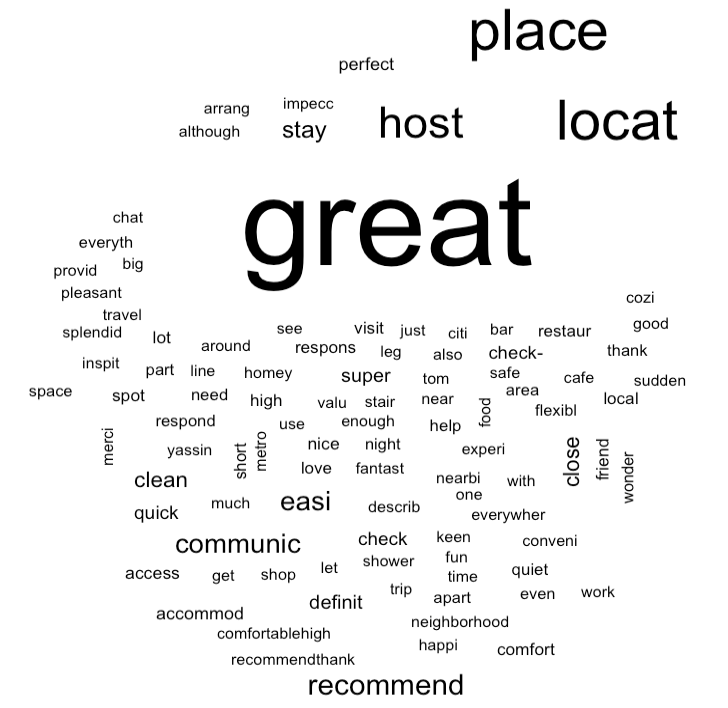 place
perfect
arrang impecc
although stay host locat
great
chat
everyth
provid big
pleasant cozi
travel
splendid lot see visit just citi bar restaur good
around respons leg also check- thank
inspit part line homey super tom safe cafe sudden
space spot need high valu stair near area local
respond use enough help food flexibl
merci yassin short metro nice night experi close friend wonder
love fantast
clean nearbi with
quick much easi describ one everywher
communic check keen conveni
access get shop let shower fun quiet
trip time
accommod definit apart even work
comfortablehigh neighborhood
recommendthank happi comfort
recommend